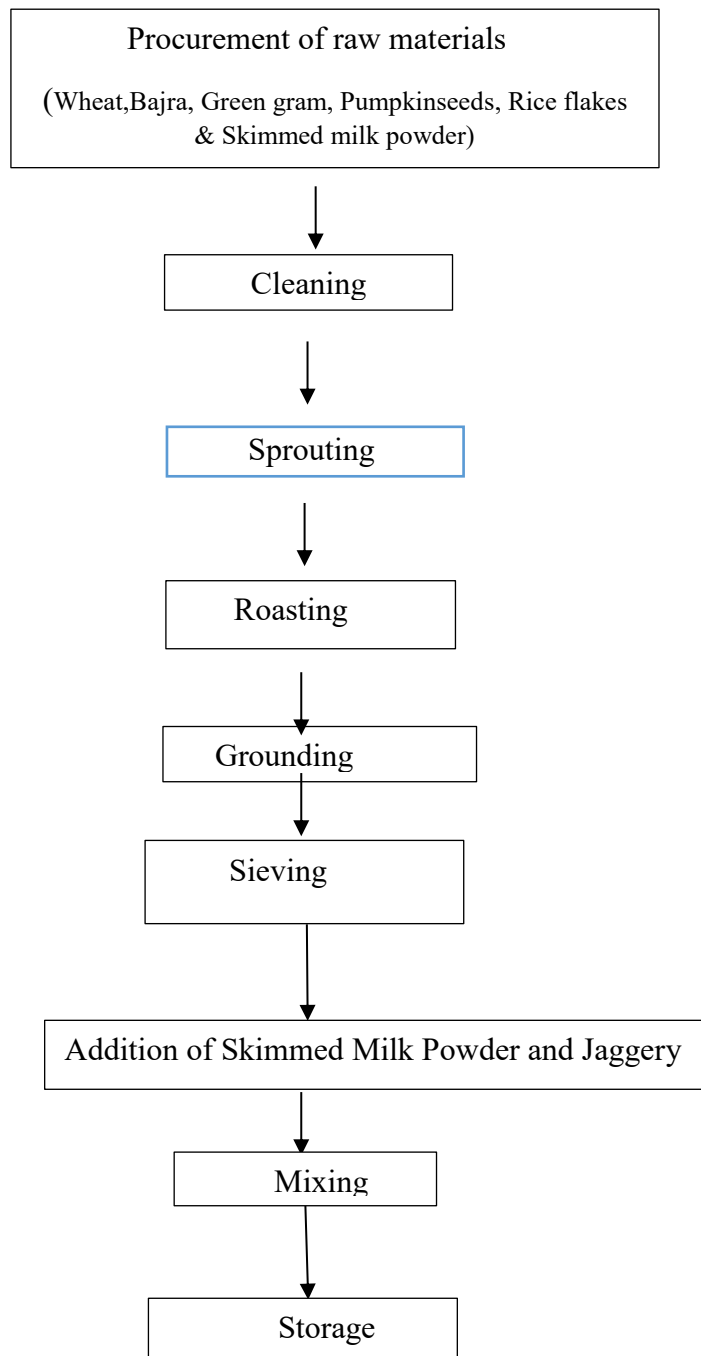 Procurement of raw materials
(Wheat,Bajra, Green gram, Pumpkinseeds, Rice flakes
& Skimmed milk powder)
Cleaning
Sprouting
Roasting
Grounding
Sieving
Addition of Skimmed Milk Powder and Jaggery
Mixing
Storage